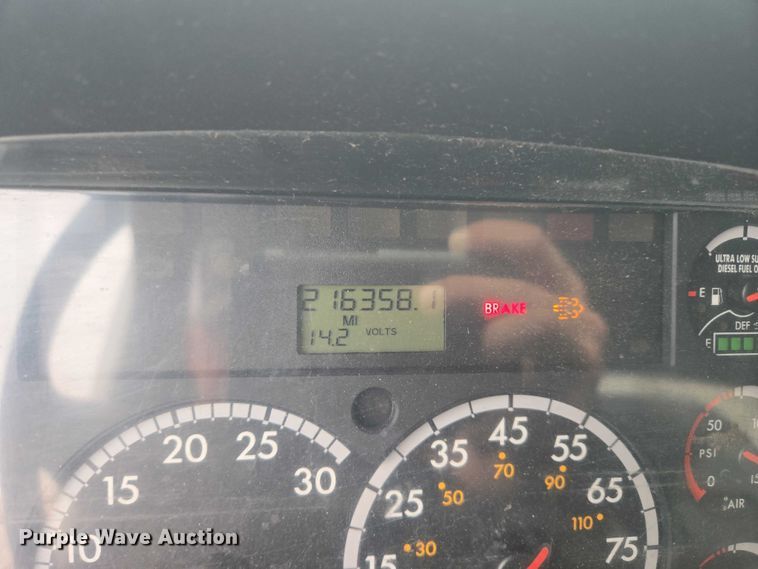 216358.1
MI
14.2 VOLTS
BRAKE
ULTRA LOW SU
DIESEL FUEL O
E
DEF
E
10
15
20
25
30
15
25
35
45
55
65
75
30
50
70
90
110
50
PSI
0
AIR
Purple Wave Auction